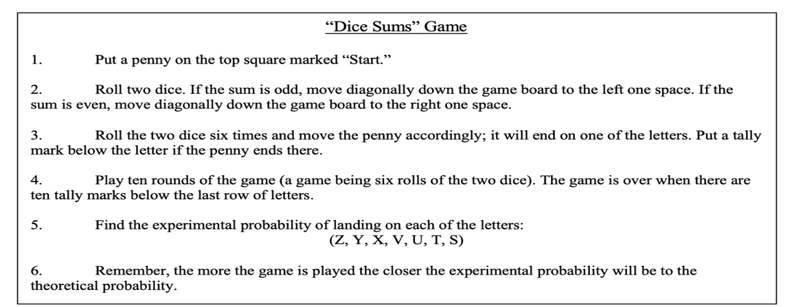 “Dice Sums” Game
1. Put a penny on the top square marked “Start.”
2. Roll two dice. If the sum is odd, move diagonally down the game board to the left one space. If the
sum is even, move diagonally down the game board to the right one space.
3. Roll the two dice six times and move the penny accordingly; it will end on one of the letters. Put a tally
mark below the letter if the penny ends there.
4. Play ten rounds of the game (a game being six rolls of the two dice). The game is over when there are
ten tally marks below the last row of letters.
5. Find the experimental probability of landing on each of the letters:
(Z, Y, X, V, U, T, S)
6. Remember, the more the game is played the closer the experimental probability will be to the
theoretical probability.